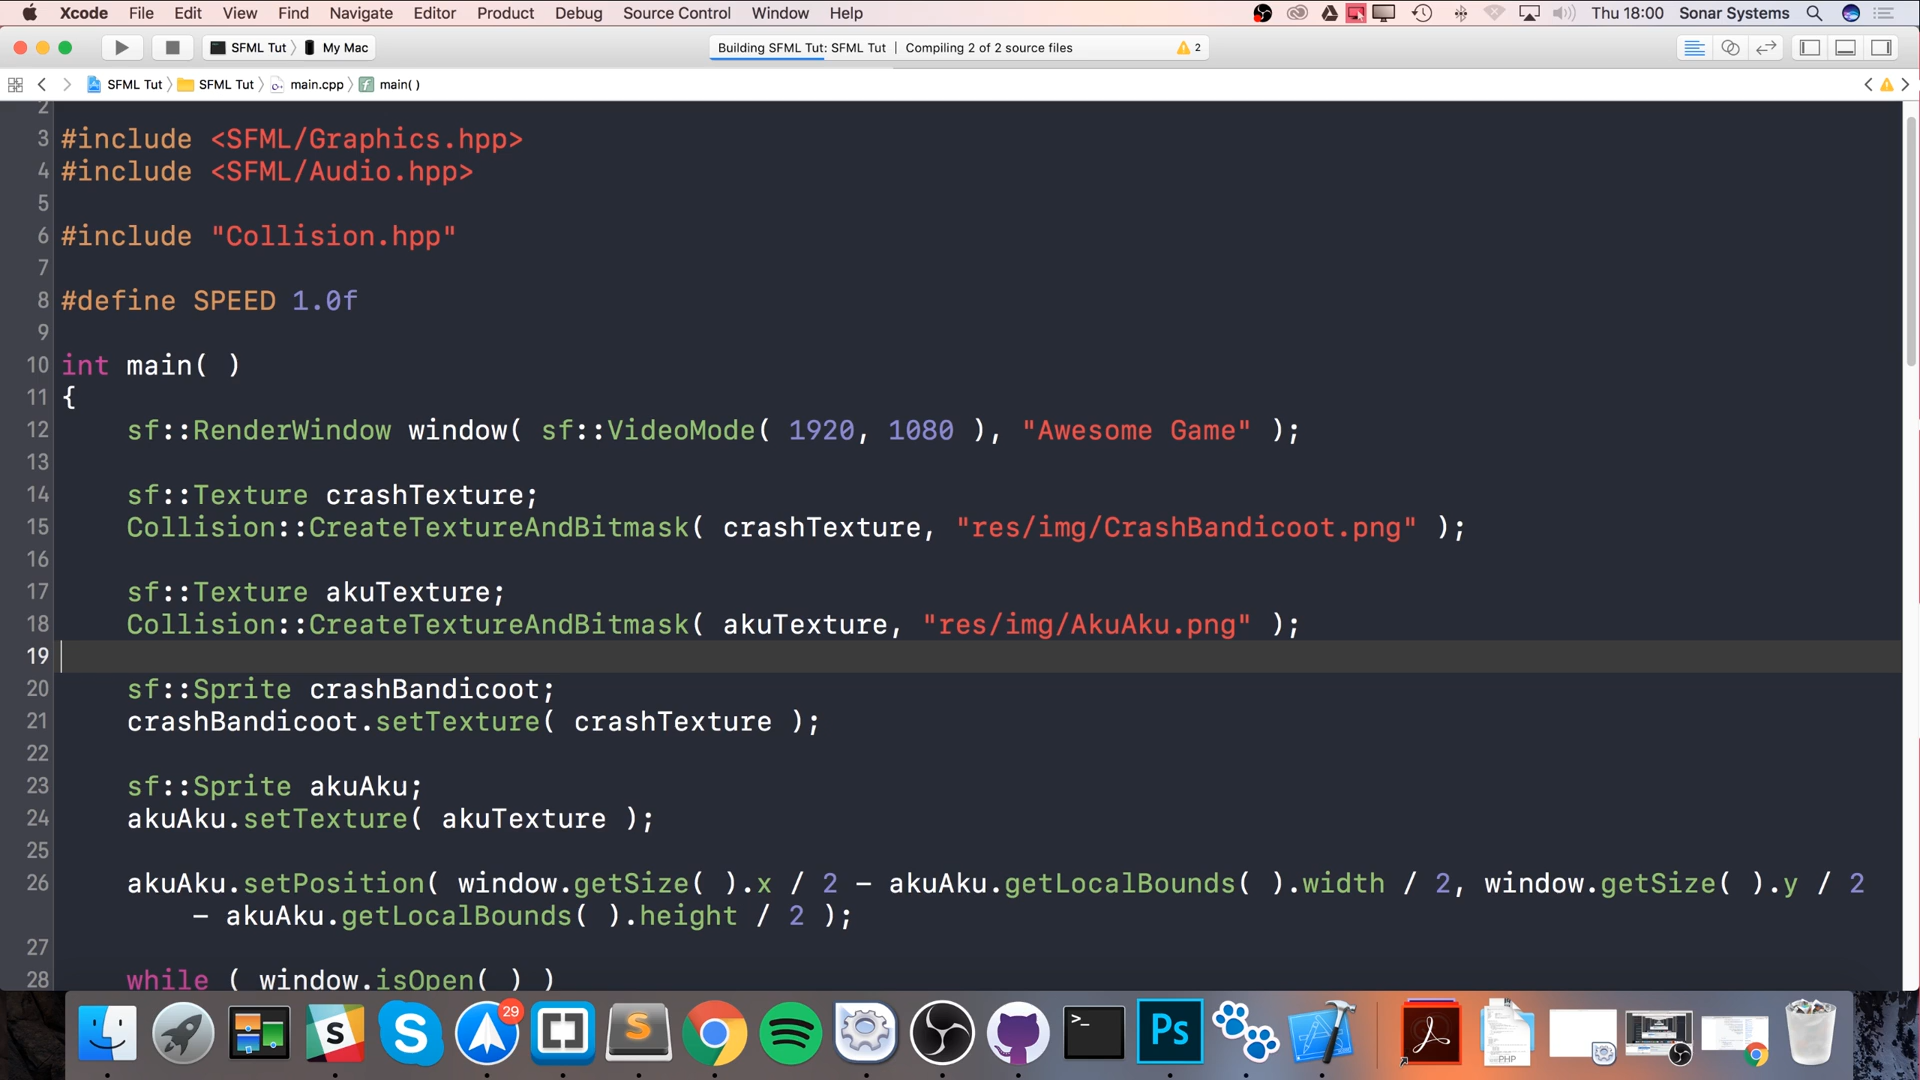 Xcode File Edit View Find Navigate Editor Product Debug Source Control Window Help Thu 18:00 Sonar Systems
SFML Tut My Mac Building SFML Tut: SFML Tut | Compiling 2 of 2 source files 2
SFML Tut SFML Tut main.cpp main( )
2
3 #include <SFML/Graphics.hpp>
4 #include <SFML/Audio.hpp>
5
6 #include "Collision.hpp"
7
8 #define SPEED 1.0f
9
10 int main( )
11 {
12 sf::RenderWindow window( sf::VideoMode( 1920, 1080 ), "Awesome Game" );
13
14 sf::Texture crashTexture;
15 Collision::CreateTextureAndBitmask( crashTexture, "res/img/CrashBandicoot.png" );
16
17 sf::Texture akuTexture;
18 Collision::CreateTextureAndBitmask( akuTexture, "res/img/AkuAku.png" );
19
20 sf::Sprite crashBandicoot;
21 crashBandicoot.setTexture( crashTexture );
22
23 sf::Sprite akuAku;
24 akuAku.setTexture( akuTexture );
25
26 akuAku.setPosition( window.getSize( ).x / 2 - akuAku.getLocalBounds( ).width / 2, window.getSize( ).y / 2
- akuAku.getLocalBounds( ).height / 2 );
27
28 while ( window.isOpen( ) )
29
S
S
>_
Ps
PHP